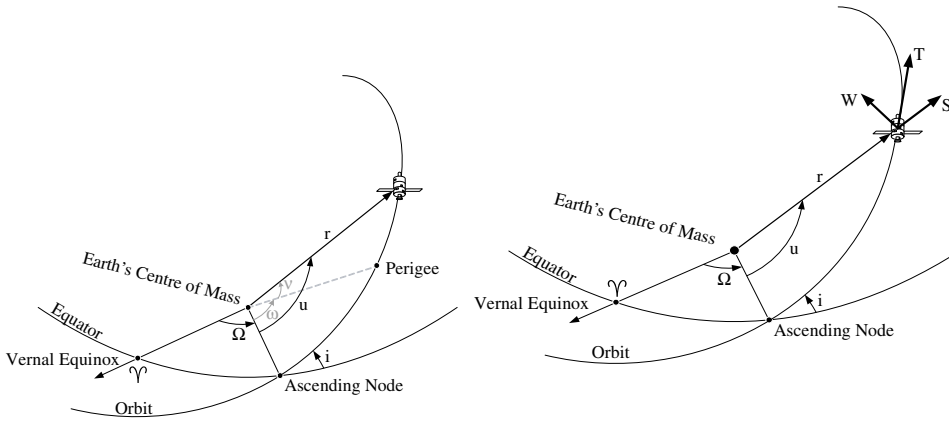 r
Earth's Centre of Mass
ν
Perigee
u
ω
Equator
Ω
Vernal Equinox
♈
i
Ascending Node
Orbit
T
W
S
r
Earth's Centre of Mass
u
Equator
♈
Ω
Vernal Equinox
i
Ascending Node
Orbit